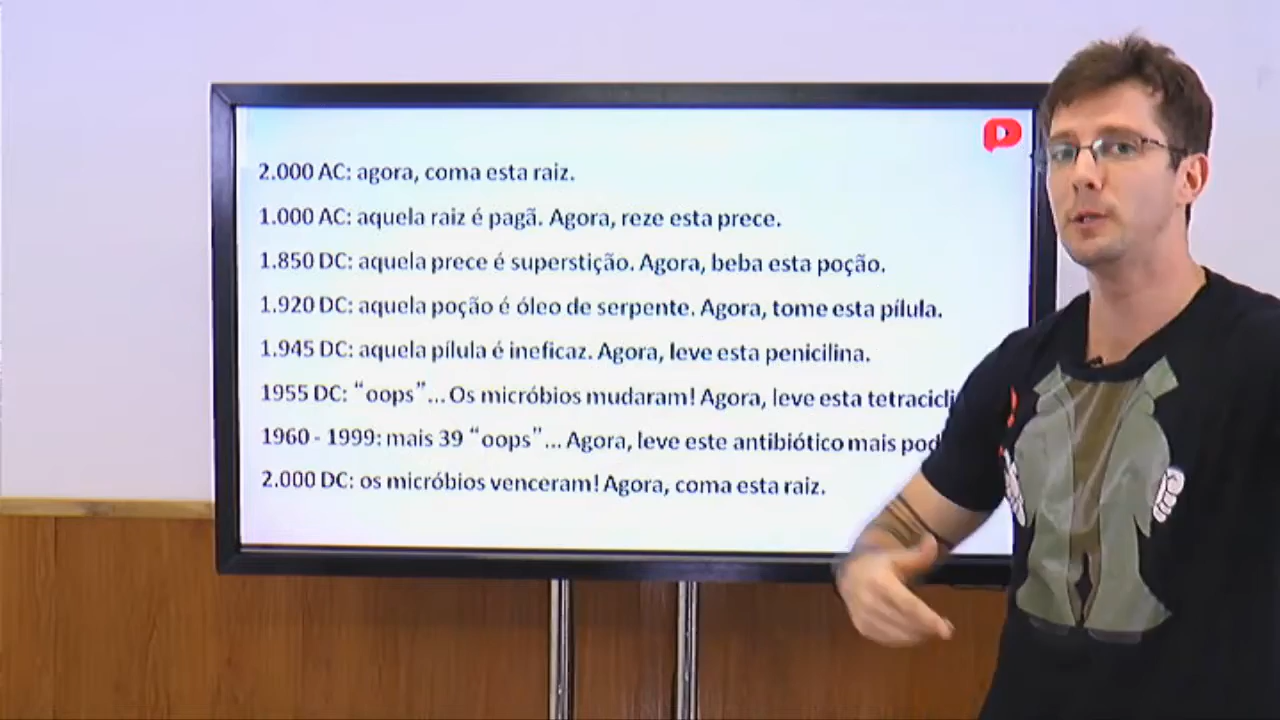 2.000 AC: agora, coma esta raiz.
1.000 AC: aquela raiz é pagã. Agora, reze esta prece.
1.850 DC: aquela prece é superstição. Agora, beba esta poção.
1.920 DC: aquela poção é óleo de serpente. Agora, tome esta pílula.
1.945 DC: aquela pílula é ineficaz. Agora, leve esta penicilina.
1955 DC: “oops”... Os micróbios mudaram! Agora, leve esta tetracicli
1960 - 1999: mais 39 “oops”... Agora, leve este antibiótico mais pod
2.000 DC: os micróbios venceram! Agora, coma esta raiz.